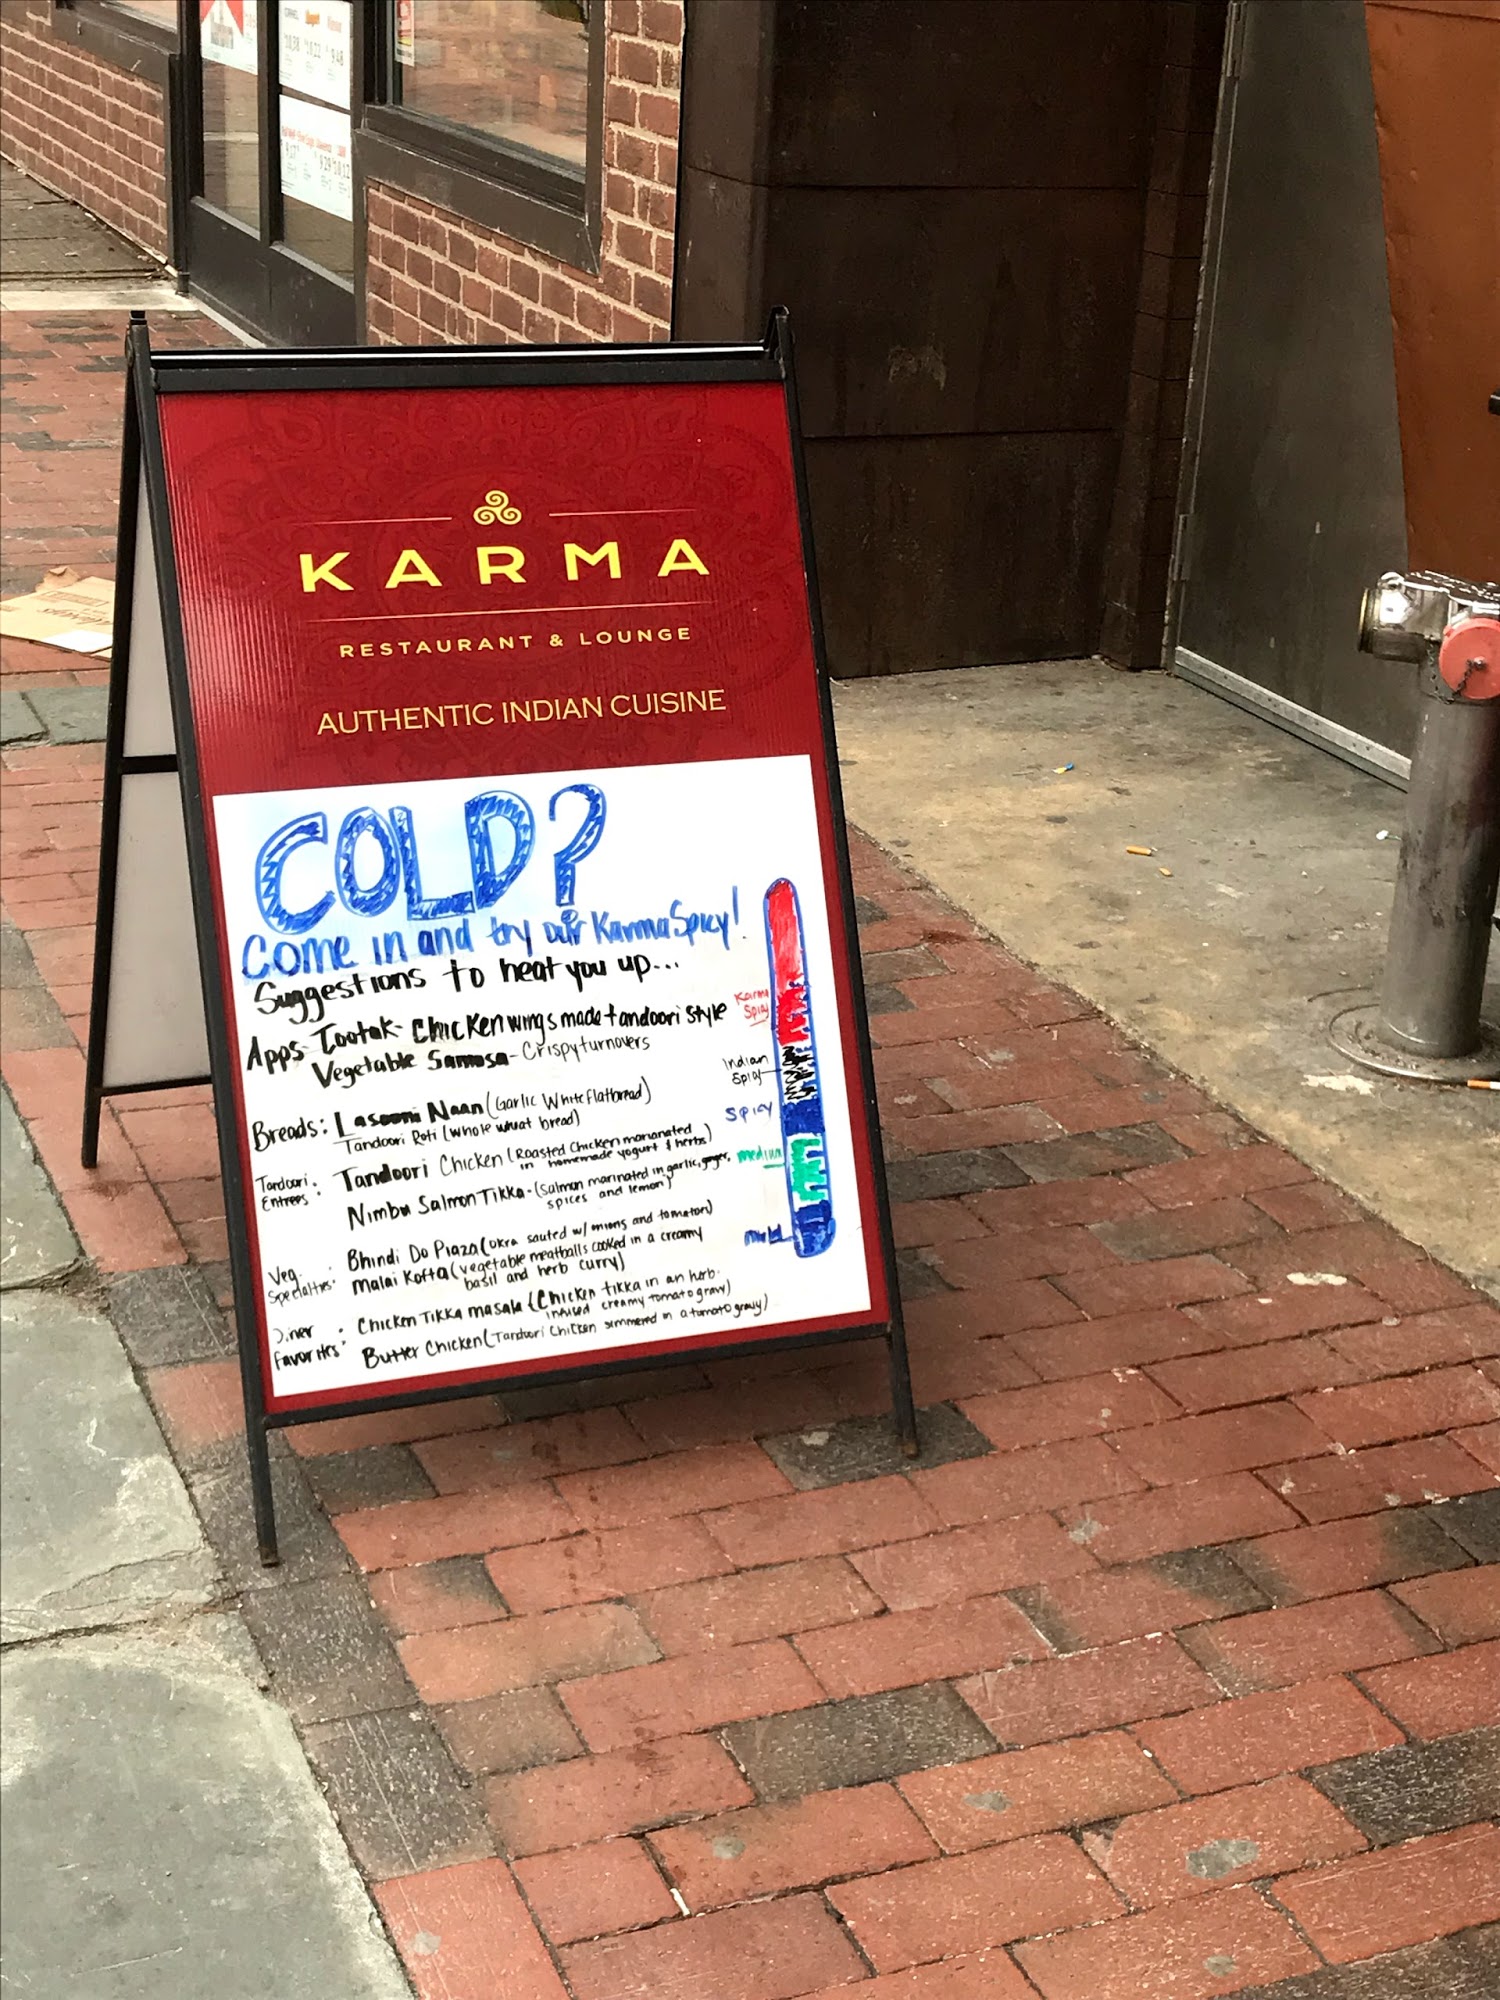 KARMA
RESTAURANT & LOUNGE
AUTHENTIC INDIAN CUISINE
COLD?
Come in and try our Karma Spicy!
Suggestions to heat you up...
Apps- Tootak- Chicken wings made tandoori style
Vegetable Samosa- Crispy turnovers
Breads: Lasooni Naan (Garlic White flatbread)
Tandoori Roti (whole wheat bread)
Tandoori Entrees: Tandoori Chicken (Roasted Chicken marianated
in homemade yogurt & herbs)
Nimbu Salmon Tikka- (Salmon marinated in garlic, ginger,
spices and lemon)
Veg. Specialties: Bhindi Do Piaza (okra sauted w/ onions and tomatoes)
Malai Kofta (vegetable meatballs cooked in a creamy
basil and herb curry)
Diner Favorites: Chicken Tikka masala (Chicken tikka in an herb
infused creamy tomato gravy)
Butter Chicken (Tandoori Chicken simmered in a tomato gravy)
Karma
Spicy
Indian
Spicy
Spicy
medium
mild